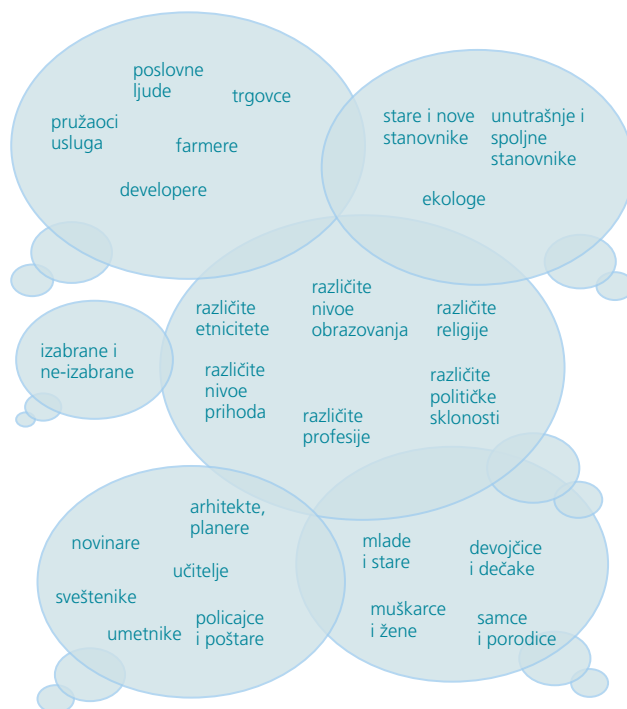 poslovne
ljude
trgovce
pružaoci
usluga
farmere
developere
stare i nove
stanovnike
unutrašnje i
spoljne
stanovnike
ekologe
različite
etnicitete
različite
nivoe
obrazovanja
različite
religije
izabrane i
ne-izabrane
različite
nivoe
prihoda
različite
profesije
različite
političke
sklonosti
arhitekte,
planere
novinare
učitelje
sveštenike
umetnike
policajce
i poštare
mlade
i stare
devojčice
i dečake
muškarce
i žene
samce
i porodice